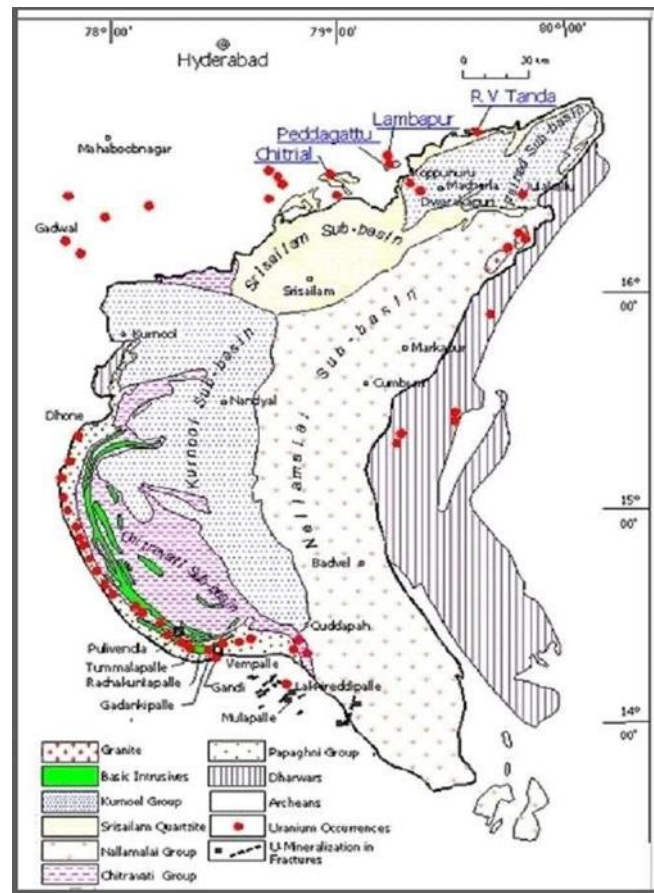 78° 00'
79° 00'
80° 00'
Hyderabad
0 30 km
R V Tanda
Lambapur
Peddagattu
Chitrial
Mahaboobnagar
Koppunuru
Macherla
Dwarakapuri
Palnad Sub-basin
Gadwal
Srisailam Sub-basin
Srisailam
16°
00'
Kurnool
Kurnool Sub-basin
Nandyal
Nellamalai Sub-basin
Markapur
Cumbum
Dhone
15°
00'
Chitravati Sub-basin
Badvel
Cuddapah
Pulivendla
Tummalapalle
Rachakuntapalle
Gadankipalle
Gandi
Vempalle
Mulapalle
14°
00'
Granite
Basic Intrusives
Kurnool Group
Srisailam Quartzite
Nallamalai Group
Chitravati Group
Papaghni Group
Dharwars
Archeans
Uranium Occurrences
U-Mineralization in
Fractures